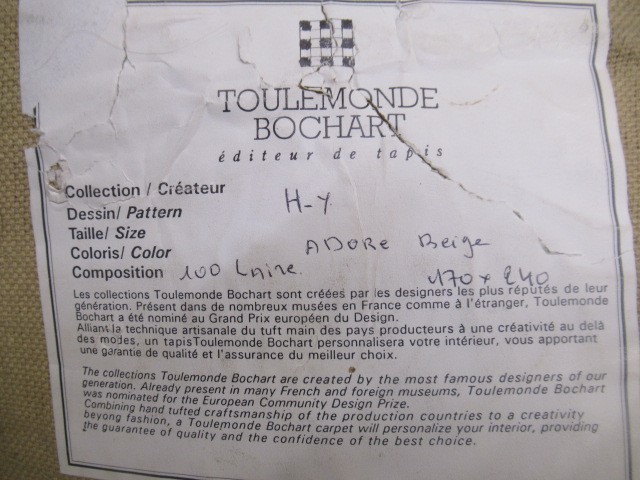 TOULEMONDE
BOCHART
éditeur de tapis
Collection / Créateur H-Y
Dessin/ Pattern
Taille/ Size
Coloris/ Color ADORE Beige
Composition 100 Laine. 170 x 240
Les collections Toulemonde Bochart sont créées par les designers les plus réputés de leur
génération. Présent dans de nombreux musées en France comme à l'étranger, Toulemonde
Bochart a été nominé au Grand Prix européen du Design.
Alliant la technique artisanale du tuft main des pays producteurs à une créativité au delà
des modes, un tapisToulemonde Bochart personnalisera votre intérieur, vous apportant
une garantie de qualité et l'assurance du meilleur choix.
The collections Toulemonde Bochart are created by the most famous designers of our
generation. Already present in many French and foreign museums, Toulemonde Bochart
was nominated for the European Community Design Prize.
Combining hand tufted craftsmanship of the production countries to a creativity
beyong fashion, a Toulemonde Bochart carpet will personalize your interior, providing
the guarantee of quality and the confidence of the best choice.